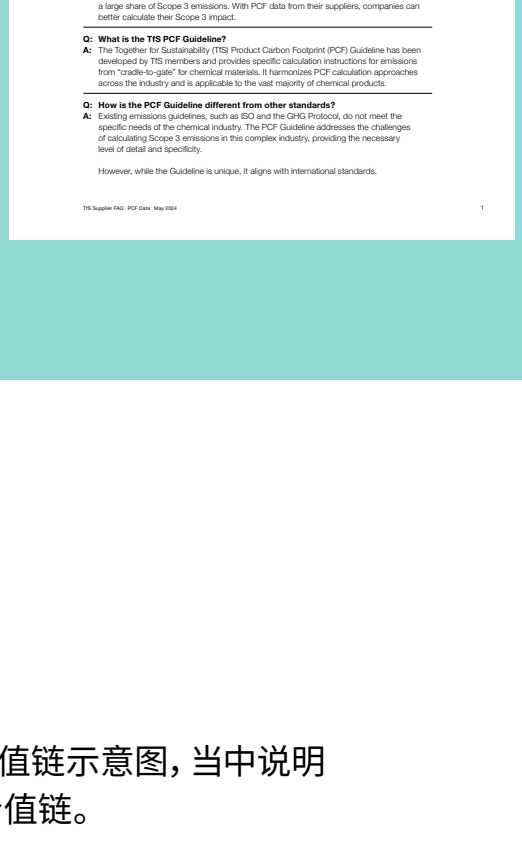 a large share of Scope 3 emissions. With PCF data from their suppliers, companies can
better calculate their Scope 3 impact.
Q: What is the TfS PCF Guideline?
A: The Together for Sustainability (TfS) Product Carbon Footprint (PCF) Guideline has been
developed by TfS members and provides specific calculation instructions for emissions
from “cradle-to-gate” for chemical materials. It harmonizes PCF calculation approaches
across the industry and is applicable to the vast majority of chemical products.
Q: How is the PCF Guideline different from other standards?
A: Existing emissions guidelines, such as ISO and the GHG Protocol, do not meet the
specific needs of the chemical industry. The PCF Guideline addresses the challenges
of calculating Scope 3 emissions in this complex industry, providing the necessary
level of detail and specificity.
However, while the Guideline is unique, it aligns with international standards.
TfS Supplier FAQ | PCF Data | May 2024 1
值链示意图，当中说明
值链。